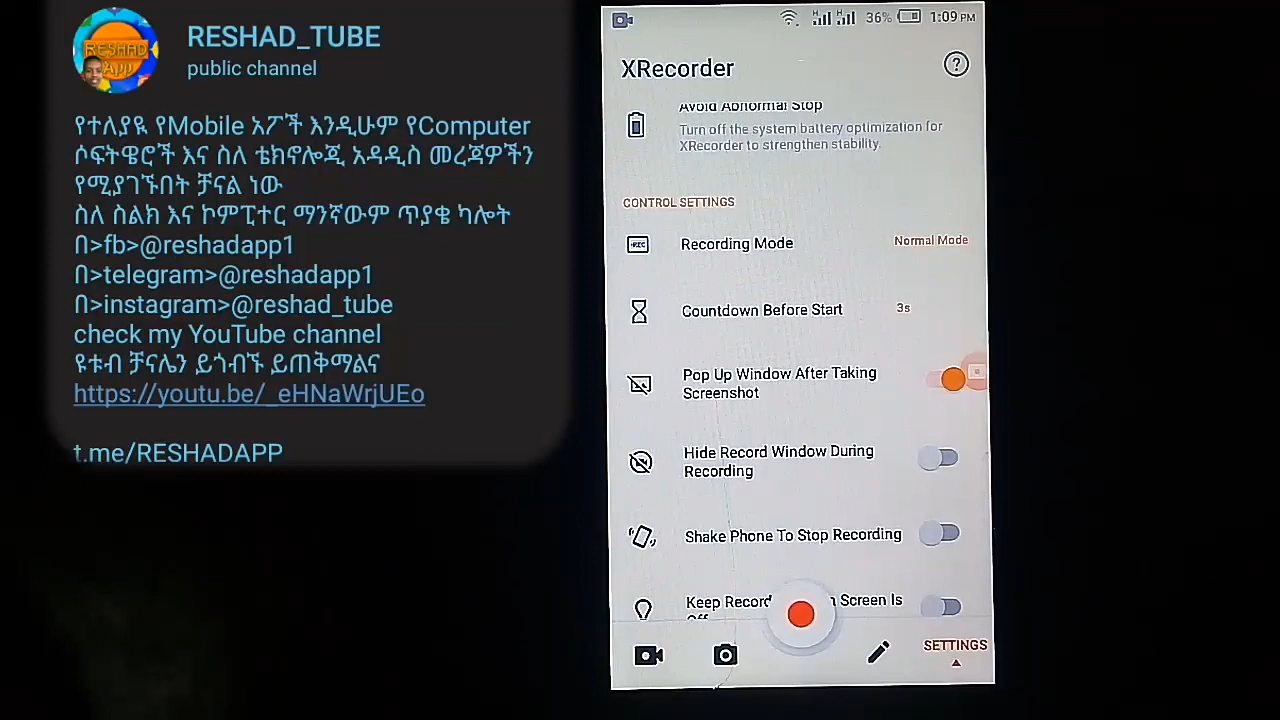 RESHAD APP
RESHAD_TUBE
public channel
የተለያዪ የMobile አፖች እንዲሁም የComputer
ሶፍትዌሮች እና ስለ ቴክኖሎጂ አዳዲስ መረጃዎችን
የሚያገኙበት ቻናል ነው
ስለ ስልክ እና ኮምፒተር ማንኛውም ጥያቄ ካሎት
በ>fb>@reshadapp1
በ>telegram>@reshadapp1
በ>instagram>@reshad_tube
check my YouTube channel
ዩቱብ ቻናሌን ይጎብኙ ይጠቅማልና
https://youtu.be/_eHNaWrjUEo
t.me/RESHADAPP
H H 36% 1:09 PM
XRecorder
Avoid Abnormal Stop
Turn off the system battery optimization for
XRecorder to strengthen stability.
CONTROL SETTINGS
Recording Mode Normal Mode
Countdown Before Start 3s
Pop Up Window After Taking
Screenshot
Hide Record Window During
Recording
Shake Phone To Stop Recording
Keep Record Screen Is
Off
SETTINGS